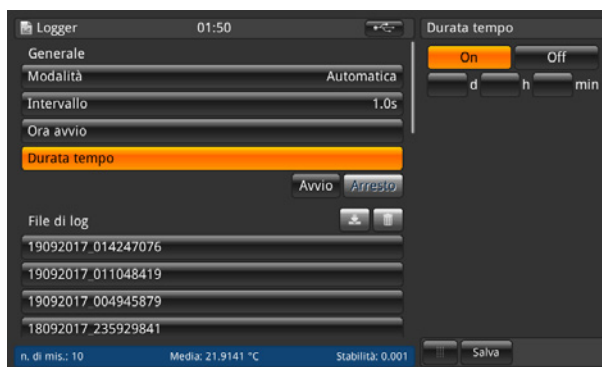 Logger 01:50
Generale
Modalità Automatica
Intervallo 1.0s
Ora avvio
Durata tempo
Avvio Arresto
File di log
19092017_014247076
19092017_011048419
19092017_004945879
18092017_235929841
n. di mis.: 10 Media: 21.9141 °C Stabilità: 0.001
Durata tempo
On Off
d h min
Salva